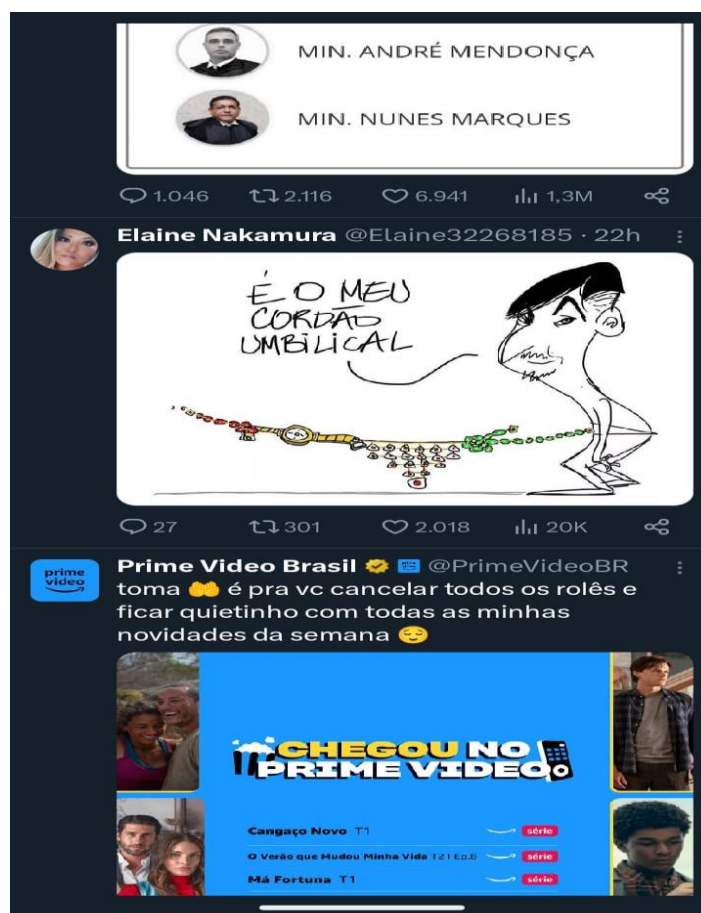 MIN. ANDRÉ MENDONÇA
MIN. NUNES MARQUES
1.046 2.116 6.941 1,3M
Elaine Nakamura @Elaine32268185 · 22h
É O MEU
CORDÃO
UMBILICAL
27 301 2.018 20K
prime
video
Prime Video Brasil @PrimeVideoBR
toma 🤲 é pra vc cancelar todos os rolês e
ficar quietinho com todas as minhas
novidades da semana 😌
CHEGOU NO
PRIME VIDEO
Cangaço Novo T1 série
O Verão que Mudou Minha Vida T2 | Ep.8 série
Má Fortuna T1 série